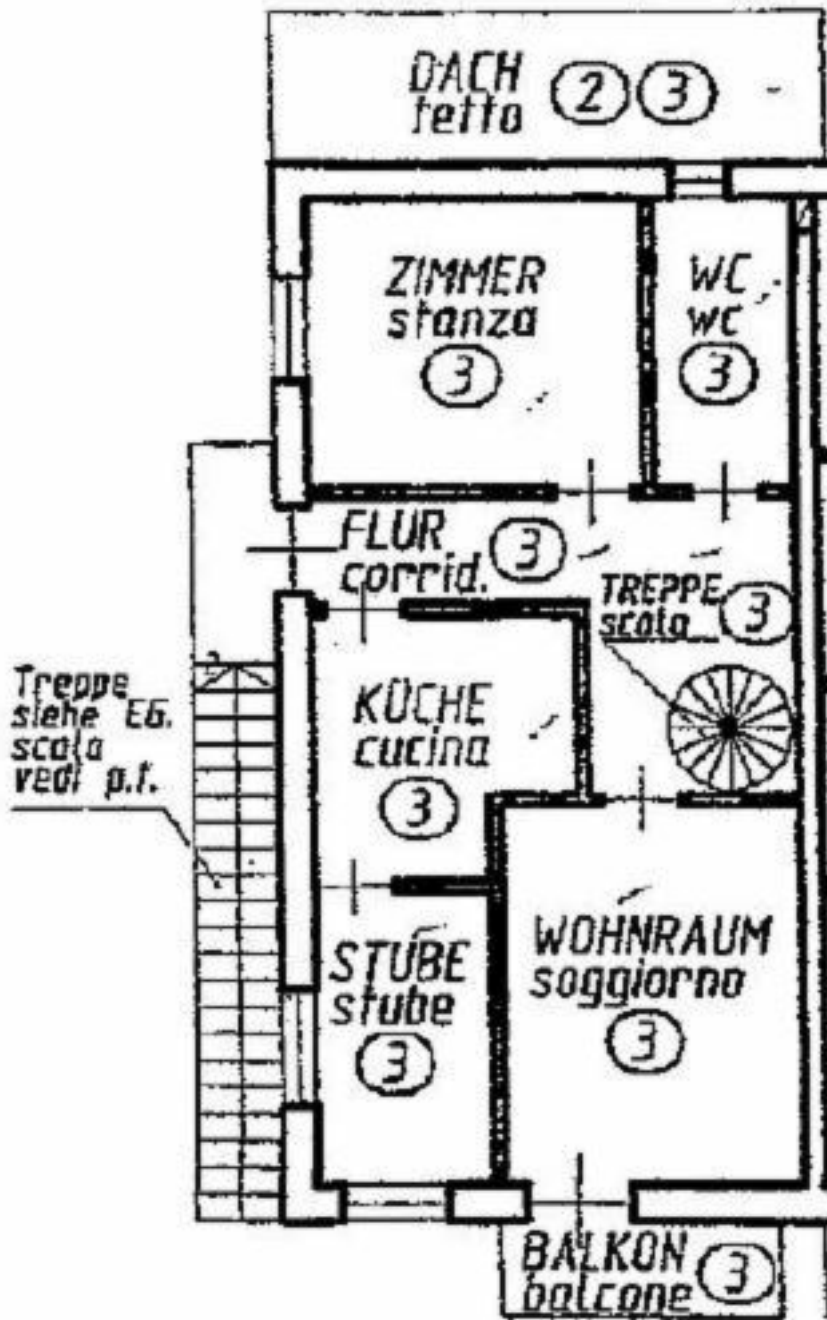 DACH 2 3
tetto
ZIMMER
stanza
3
WC
wc
3
FLUR 3
corrid.
TREPPE 3
scala
Treppe
siehe EG.
scala
vedi p.t.
KÜCHE
cucina
3
STUBE
stube
3
WOHNRAUM
soggiorno
3
BALKON 3
balcone